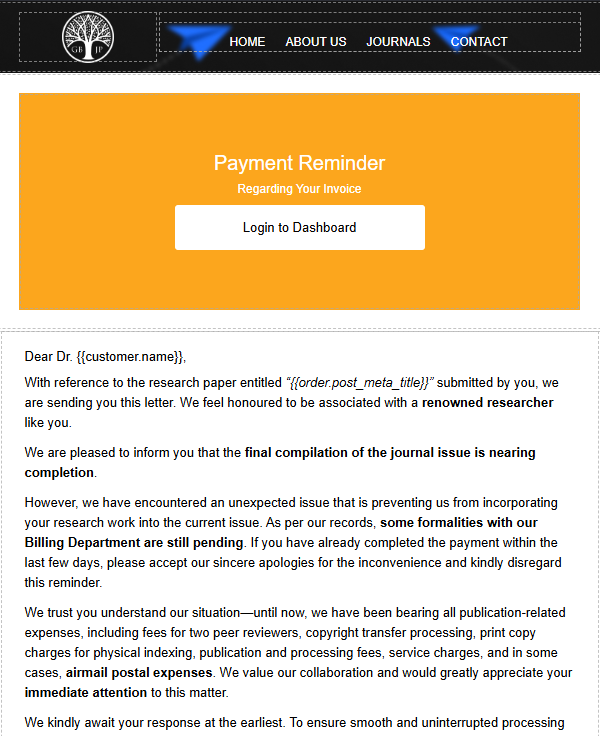 GB JP
HOME ABOUT US JOURNALS CONTACT
Payment Reminder
Regarding Your Invoice
Login to Dashboard
Dear Dr. {{customer.name}},
With reference to the research paper entitled “{{order.post_meta_title}}” submitted by you, we
are sending you this letter. We feel honoured to be associated with a renowned researcher
like you.
We are pleased to inform you that the final compilation of the journal issue is nearing
completion.
However, we have encountered an unexpected issue that is preventing us from incorporating
your research work into the current issue. As per our records, some formalities with our
Billing Department are still pending. If you have already completed the payment within the
last few days, please accept our sincere apologies for the inconvenience and kindly disregard
this reminder.
We trust you understand our situation—until now, we have been bearing all publication-related
expenses, including fees for two peer reviewers, copyright transfer processing, print copy
charges for physical indexing, publication and processing fees, service charges, and in some
cases, airmail postal expenses. We value our collaboration and would greatly appreciate your
immediate attention to this matter.
We kindly await your response at the earliest. To ensure smooth and uninterrupted processing